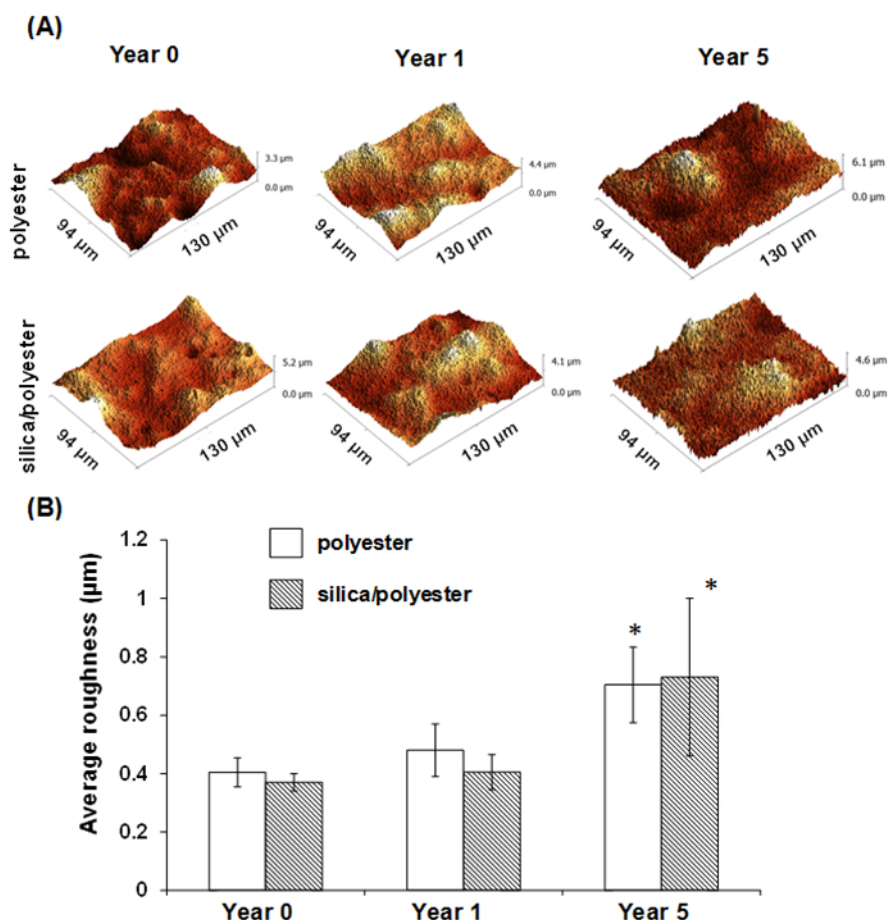 (A)
Year 0 Year 1 Year 5
polyester
3.3 µm
0.0 µm
94 µm
130 µm
4.4 µm
0.0 µm
94 µm
130 µm
6.1 µm
0.0 µm
94 µm
130 µm
silica/polyester
5.2 µm
0.0 µm
94 µm
130 µm
4.1 µm
0.0 µm
94 µm
130 µm
4.6 µm
0.0 µm
94 µm
130 µm
(B)
Average roughness (µm)
1.2
1
0.8
0.6
0.4
0.2
0
polyester
silica/polyester
*
*
Year 0 Year 1 Year 5